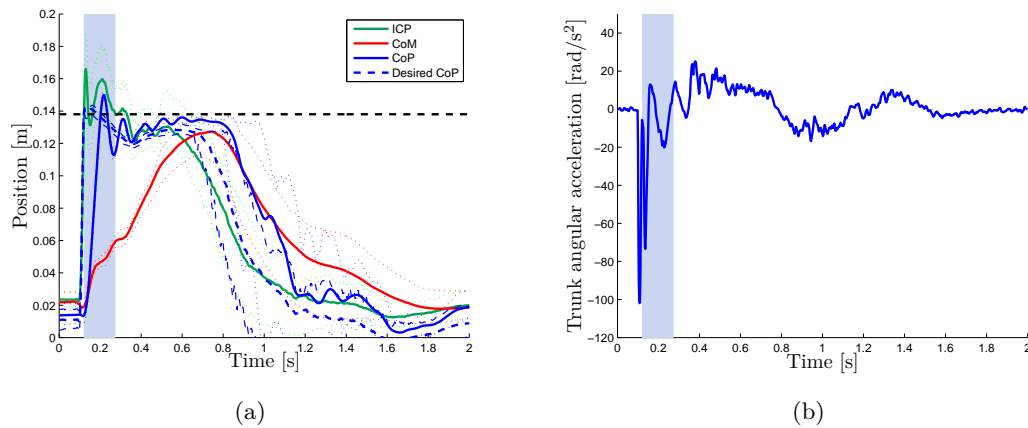 0.2
0.18
0.16
0.14
0.12
0.1
0.08
0.06
0.04
0.02
0
Position [m]
0 0.2 0.4 0.6 0.8 1 1.2 1.4 1.6 1.8 2
Time [s]
ICP
CoM
CoP
Desired CoP
(a)
40
20
0
−20
−40
−60
−80
−100
−120
Trunk angular acceleration [rad/s²]
0 0.2 0.4 0.6 0.8 1 1.2 1.4 1.6 1.8 2
Time [s]
(b)